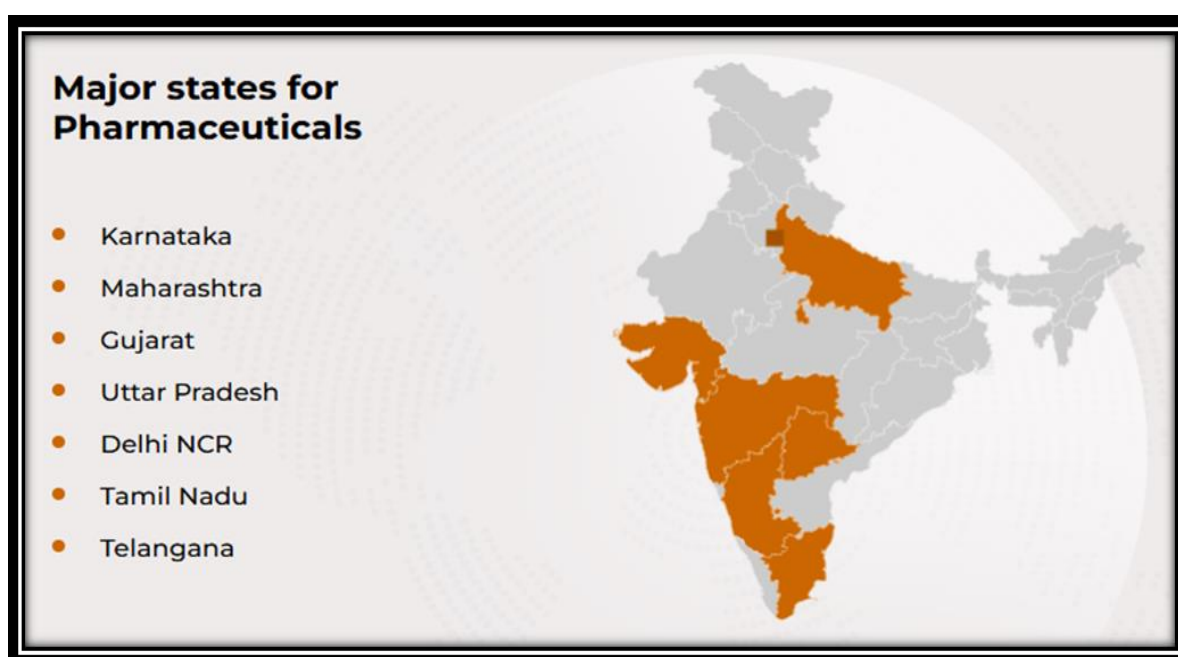 Major states for
Pharmaceuticals
Karnataka
Maharashtra
Gujarat
Uttar Pradesh
Delhi NCR
Tamil Nadu
Telangana